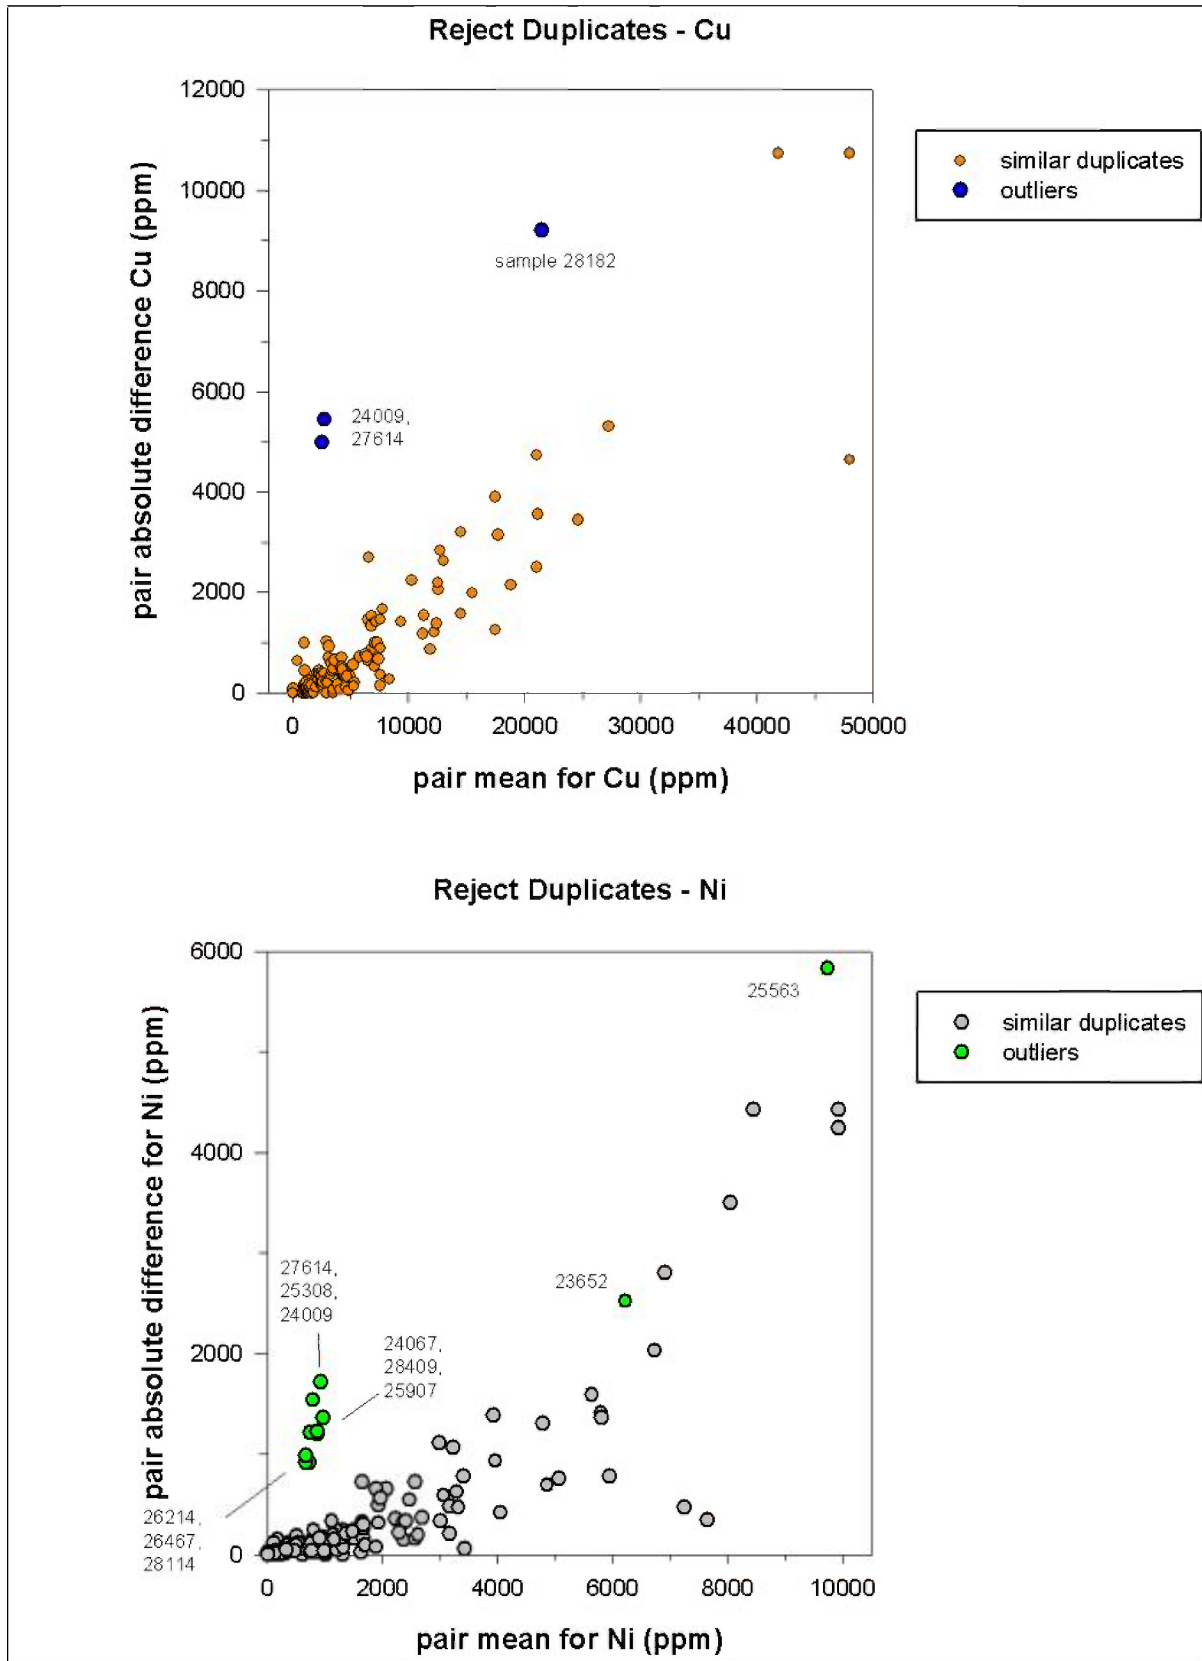 Reject Duplicates - Cu
12000
10000
8000
6000
4000
2000
0
pair absolute difference Cu (ppm)
sample 28182
24009,
27614
0 10000 20000 30000 40000 50000
pair mean for Cu (ppm)
similar duplicates
outliers
Reject Duplicates - Ni
6000
4000
2000
0
pair absolute difference for Ni (ppm)
25563
23652
27614,
25308,
24009
24067,
28409,
25907
26214,
26467,
28114
0 2000 4000 6000 8000 10000
pair mean for Ni (ppm)
similar duplicates
outliers